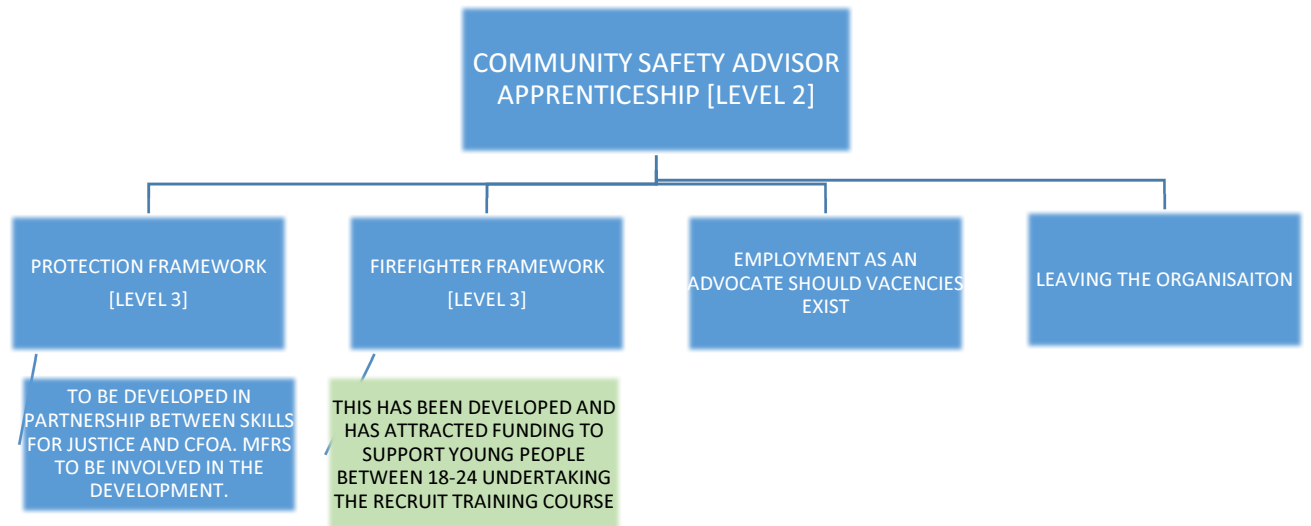 COMMUNITY SAFETY ADVISOR
APPRENTICESHIP [LEVEL 2]
PROTECTION FRAMEWORK
[LEVEL 3]
FIREFIGHTER FRAMEWORK
[LEVEL 3]
EMPLOYMENT AS AN
ADVOCATE SHOULD VACENCIES
EXIST
LEAVING THE ORGANISAITON
TO BE DEVELOPED IN
PARTNERSHIP BETWEEN SKILLS
FOR JUSTICE AND CFOA. MFRS
TO BE INVOLVED IN THE
DEVELOPMENT.
THIS HAS BEEN DEVELOPED AND
HAS ATTRACTED FUNDING TO
SUPPORT YOUNG PEOPLE
BETWEEN 18-24 UNDERTAKING
THE RECRUIT TRAINING COURSE